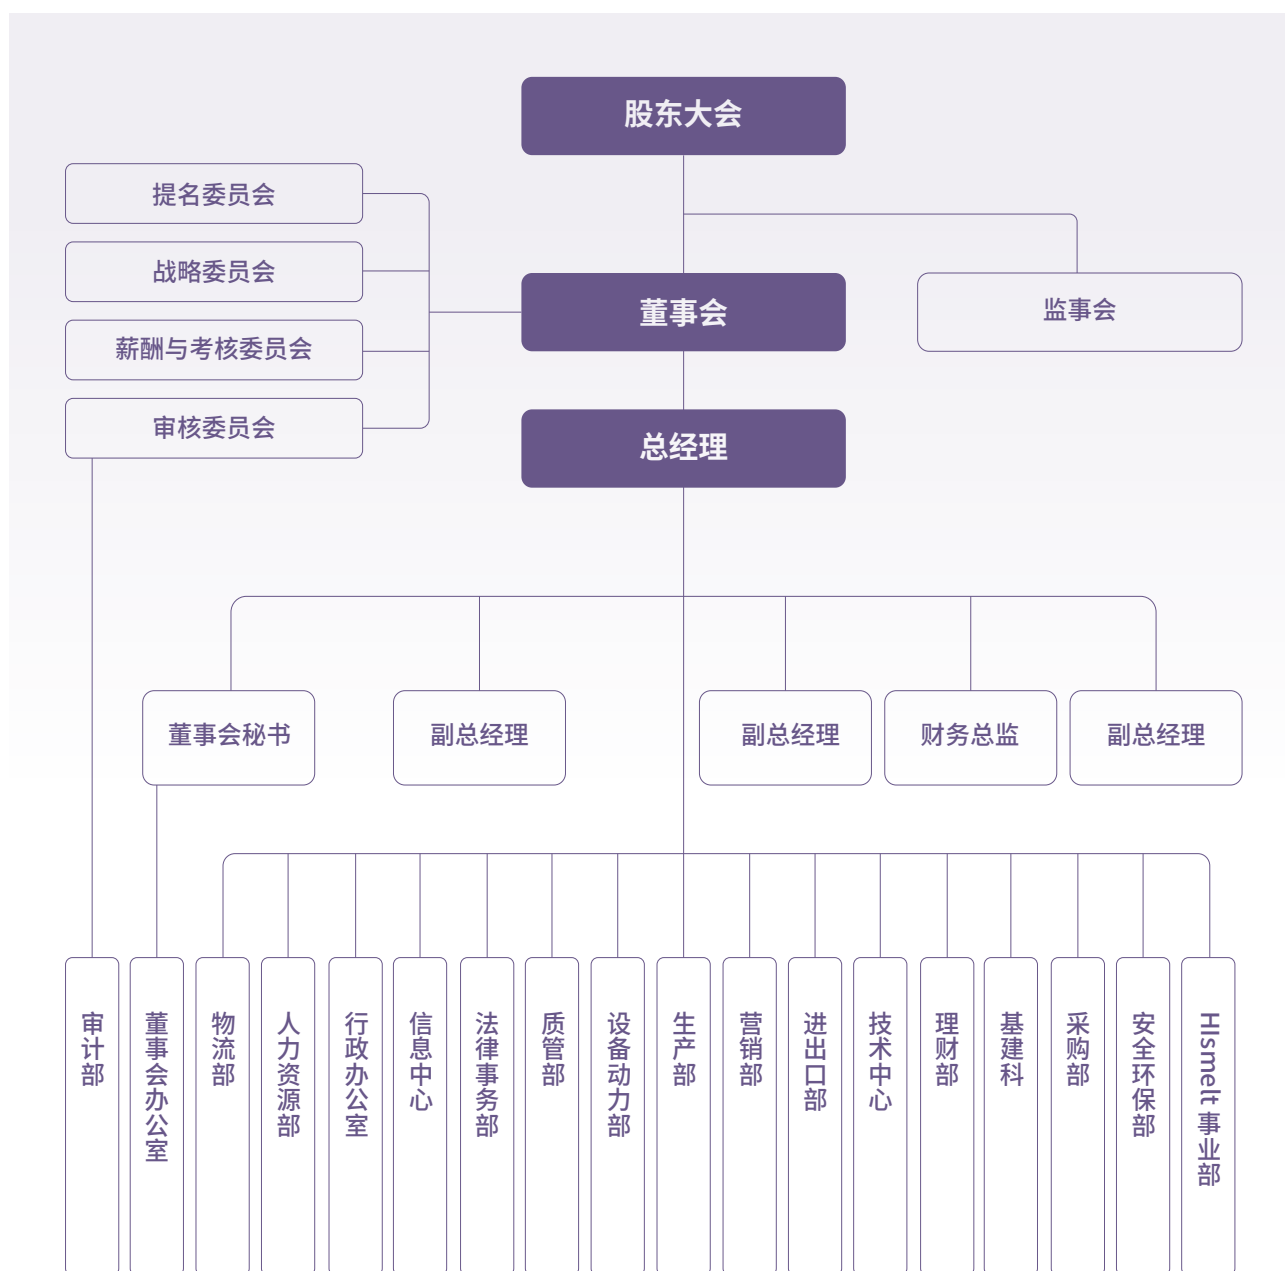 股东大会
提名委员会
战略委员会
薪酬与考核委员会
审核委员会
董事会
监事会
总经理
董事会秘书
副总经理
副总经理
财务总监
副总经理
审计部
董事会办公室
物流部
人力资源部
行政办公室
信息中心
法律事务部
质管部
设备动力部
生产部
营销部
进出口部
技术中心
理财部
基建科
采购部
安全环保部
HIsmelt 事业部